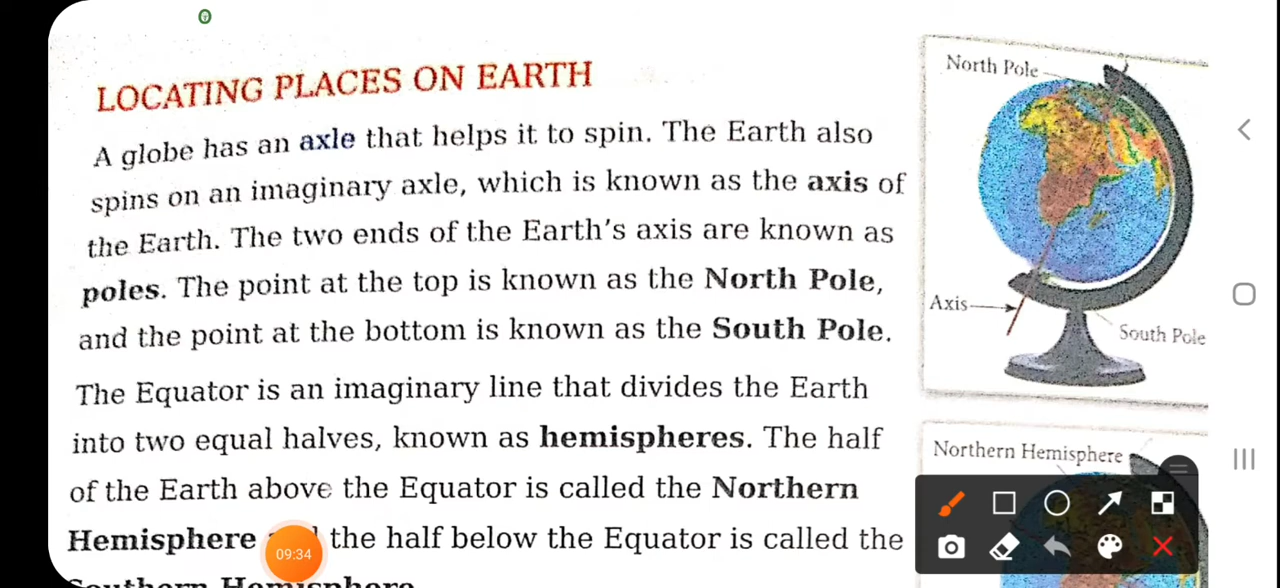 LOCATING PLACES ON EARTH
A globe has an axle that helps it to spin. The Earth also
spins on an imaginary axle, which is known as the axis of
the Earth. The two ends of the Earth's axis are known as
poles. The point at the top is known as the North Pole,
and the point at the bottom is known as the South Pole.
The Equator is an imaginary line that divides the Earth
into two equal halves, known as hemispheres. The half
of the Earth above the Equator is called the Northern
Hemisphere the half below the Equator is called the
Southern Hemisphere
North Pole
Axis
South Pole
Northern Hemisphere
09:34